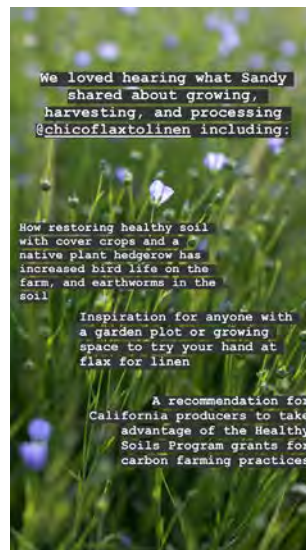 We loved hearing what Sandy
shared about growing,
harvesting, and processing
@chicoflaxtolinen including:
How restoring healthy soil
with cover crops and a
native plant hedgerow has
increased bird life on the
farm, and earthworms in the
soil
Inspiration for anyone with
a garden plot or growing
space to try your hand at
flax for linen
A recommendation for
California producers to take
advantage of the Healthy
Soils Program grants for
carbon farming practices